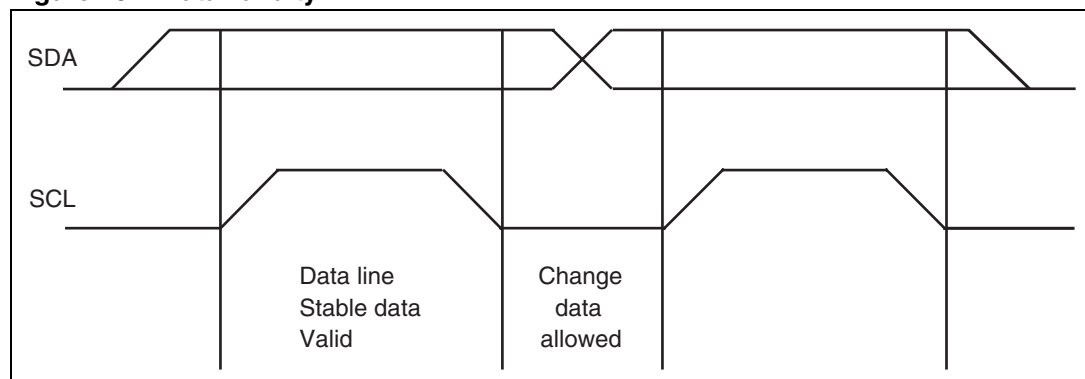 SDA
SCL
Data line
Stable data
Valid
Change
data
allowed